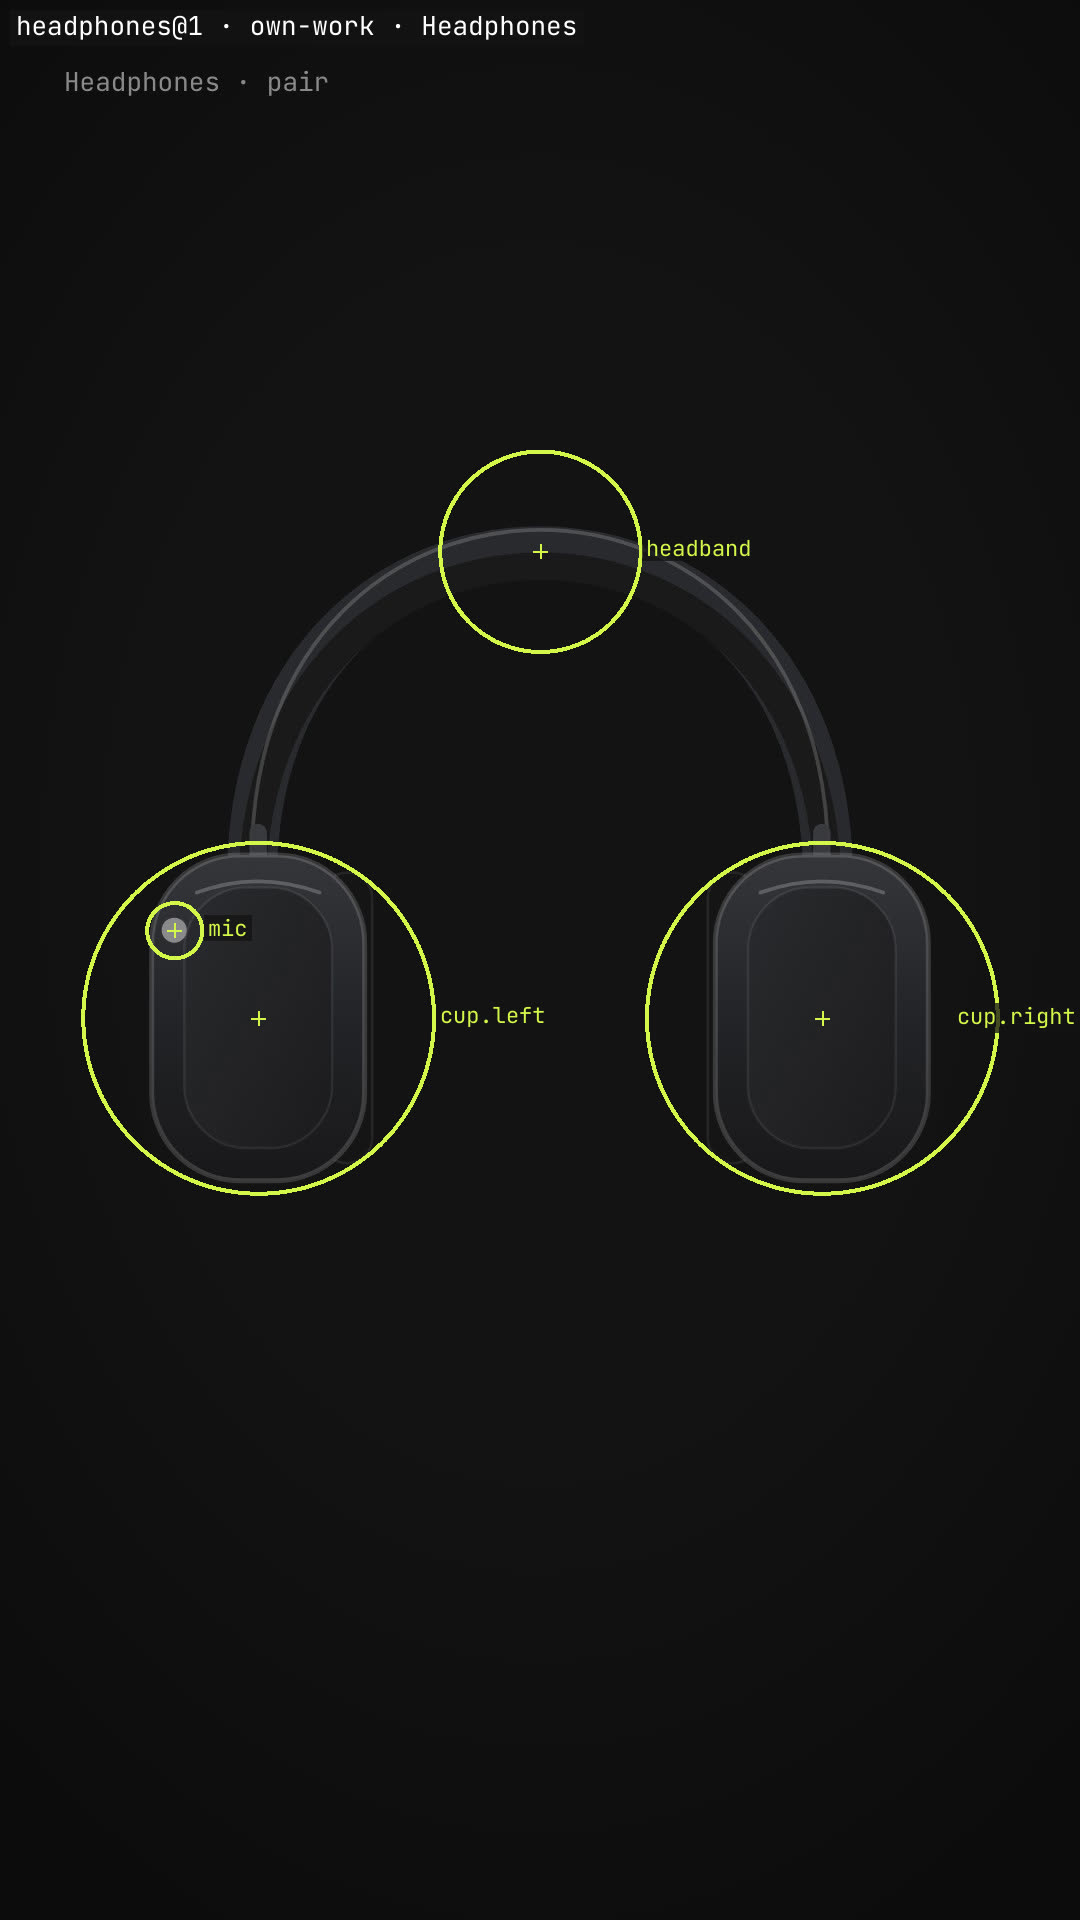 headphones@1 · own-work · Headphones
Headphones · pair
headband
mic
cup.left
cup.right